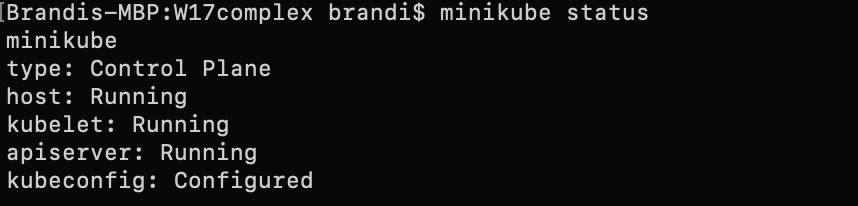 [Brandis-MBP:W17complex brandi$ minikube status
minikube
type: Control Plane
host: Running
kubelet: Running
apiserver: Running
kubeconfig: Configured